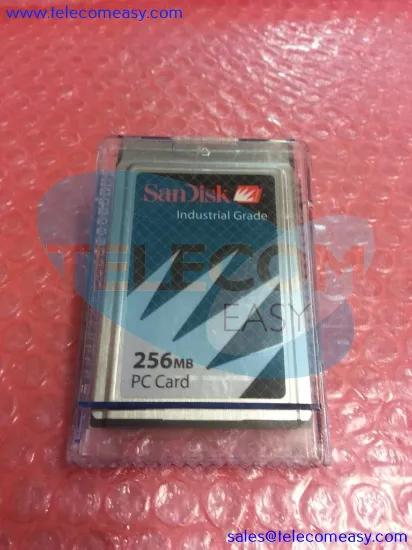 www.telecomeasy.com
SanDisk
Industrial Grade
TELECOM
EASY
256MB
PC Card
sales@telecomeasy.com